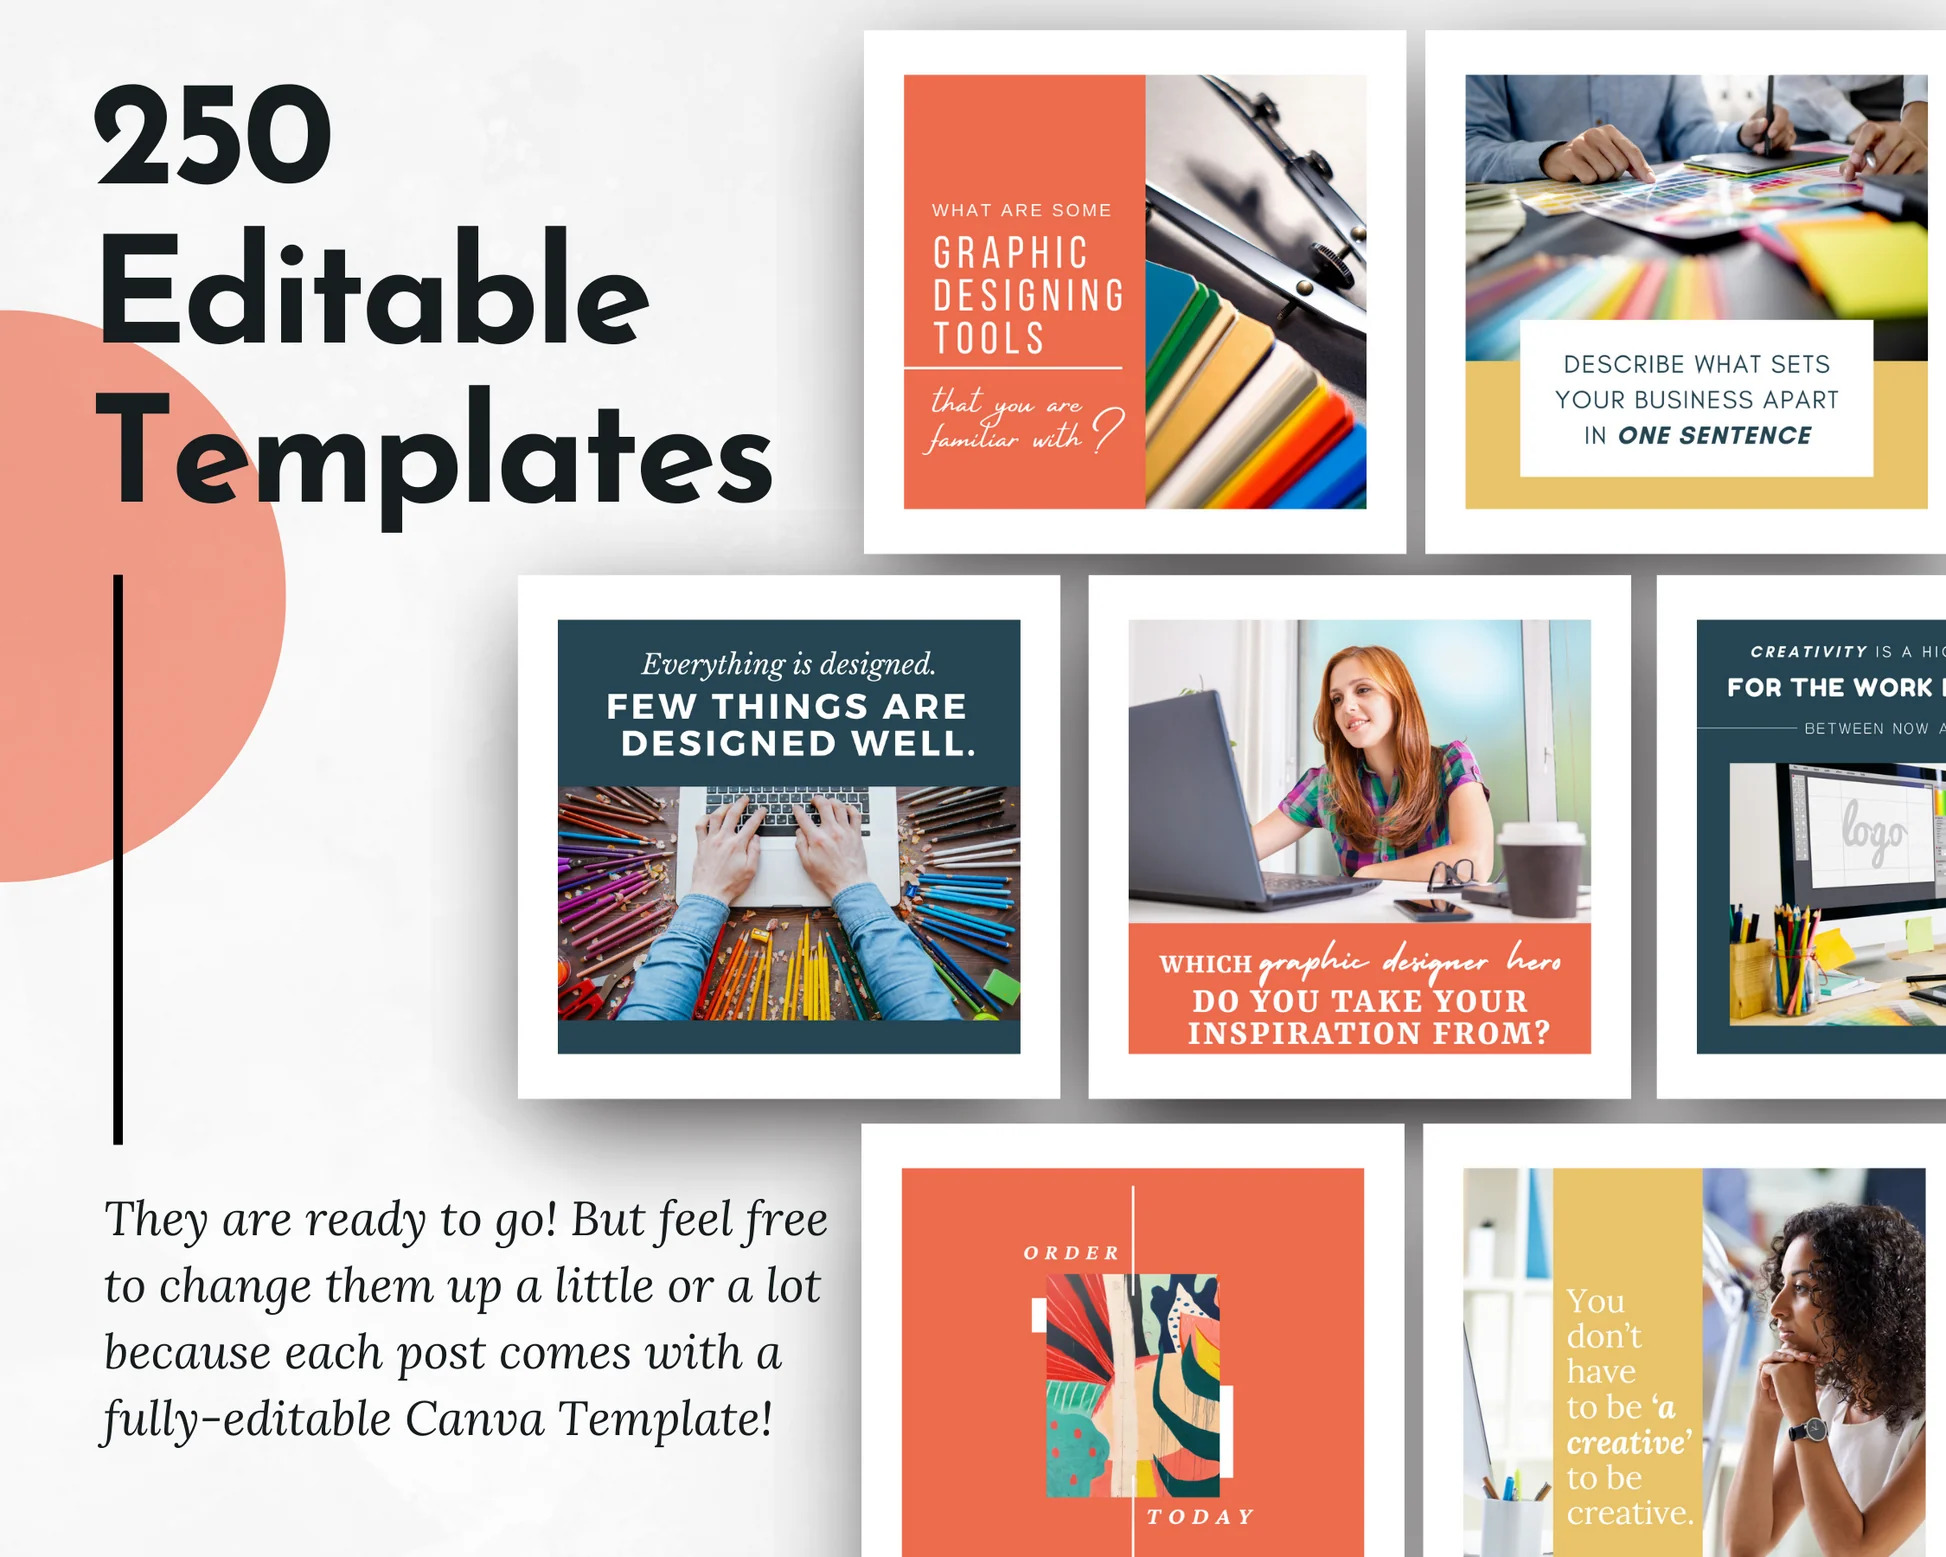 250
Editable
Templates
They are ready to go! But feel free
to change them up a little or a lot
because each post comes with a
fully-editable Canva Template!
WHAT ARE SOME
GRAPHIC
DESIGNING
TOOLS
that you are
familiar with?
DESCRIBE WHAT SETS
YOUR BUSINESS APART
IN ONE SENTENCE
Everything is designed.
FEW THINGS ARE
DESIGNED WELL.
WHICH graphic designer hero
DO YOU TAKE YOUR
INSPIRATION FROM?
CREATIVITY IS A
FOR THE WORK
BETWEEN NOW
logo
ORDER
TODAY
You
don't
have
to be 'a
creative'
to be
creative.